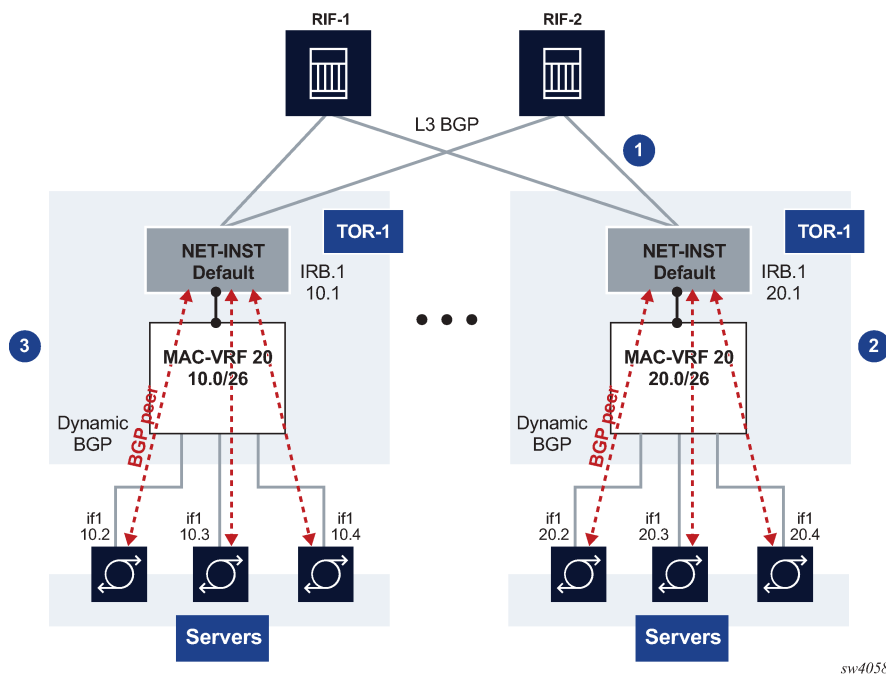 RIF-1
RIF-2
L3 BGP
1
TOR-1
TOR-1
NET-INST
Default
IRB.1
10.1
NET-INST
Default
IRB.1
20.1
3
MAC-VRF 20
10.0/26
MAC-VRF 20
20.0/26
2
Dynamic
BGP
BGP peer
Dynamic
BGP
BGP peer
if1
10.2
if1
10.3
if1
10.4
if1
20.2
if1
20.3
if1
20.4
Servers
Servers
sw4058